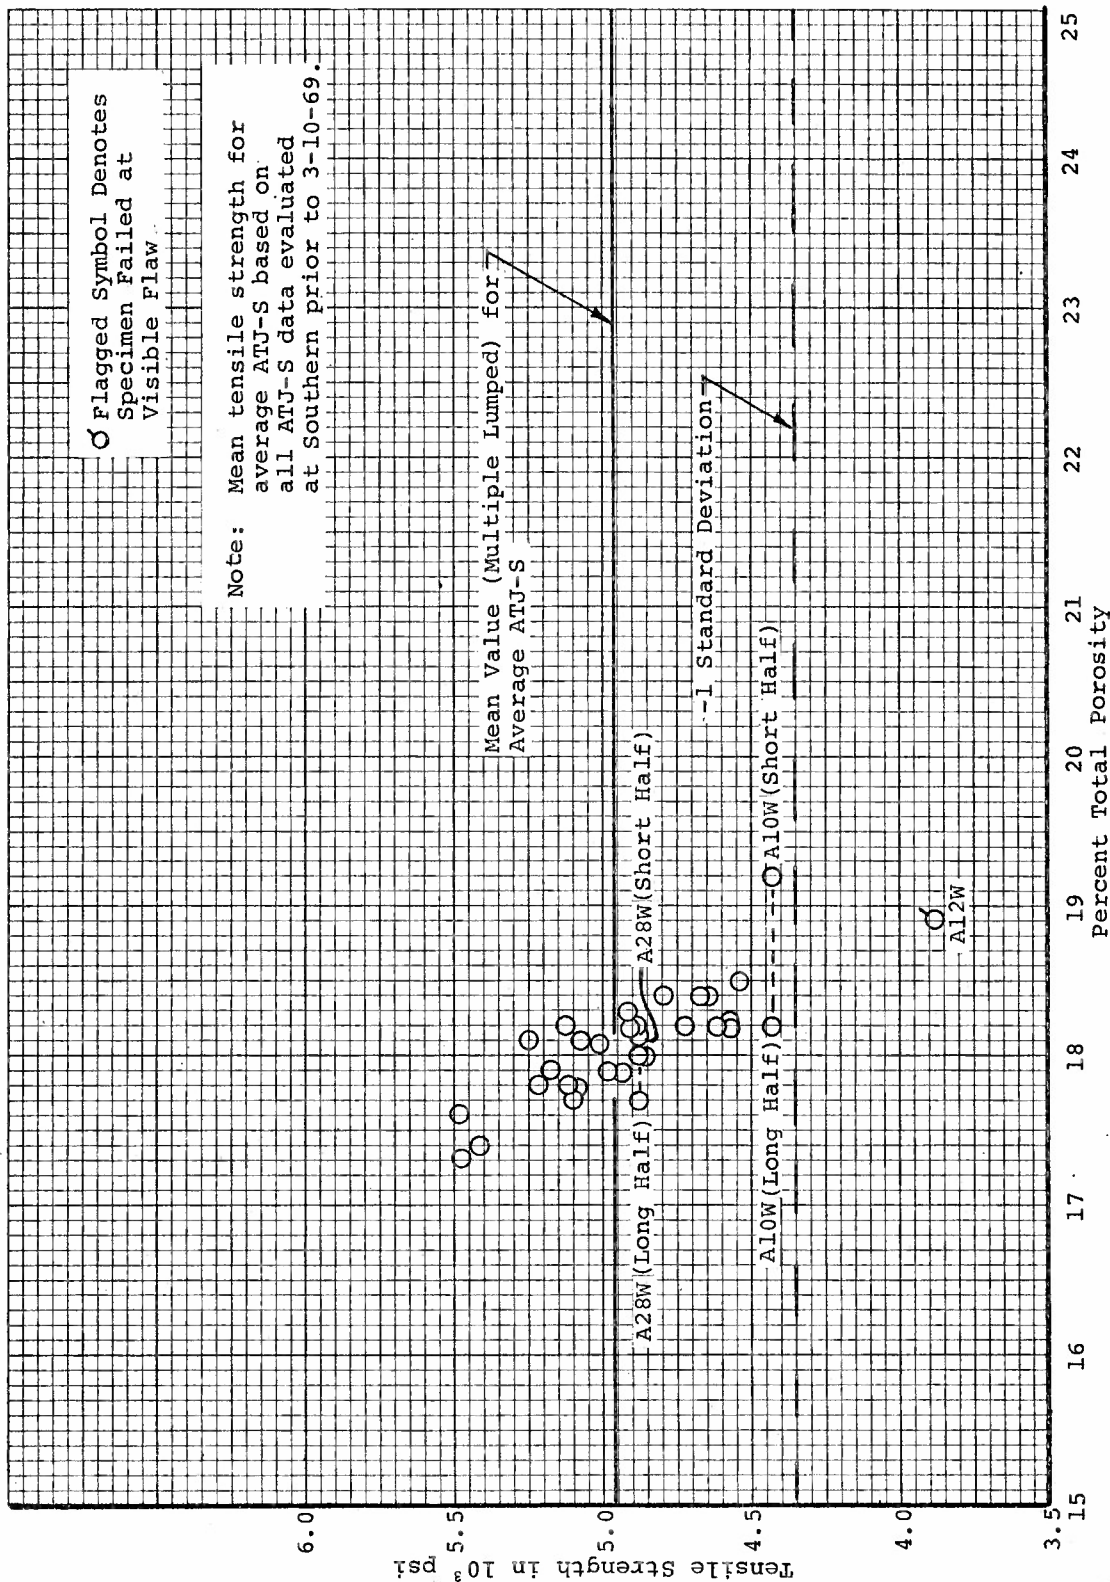 Flagged Symbol Denotes
Specimen Failed at
Visible Flaw
Note: Mean tensile strength for
average ATJ-S based on
all ATJ-S data evaluated
at Southern prior to 3-10-69.
Mean Value (Multiple Lumped) for
Average ATJ-S
-1 Standard Deviation
A28W (Short Half)
A28W (Long Half)
A10W (Short Half)
A10W (Long Half)
A12W
Tensile Strength in 10³ psi
6.0
5.5
5.0
4.5
4.0
3.5
15 16 17 18 19 20 21 22 23 24 25
Percent Total Porosity